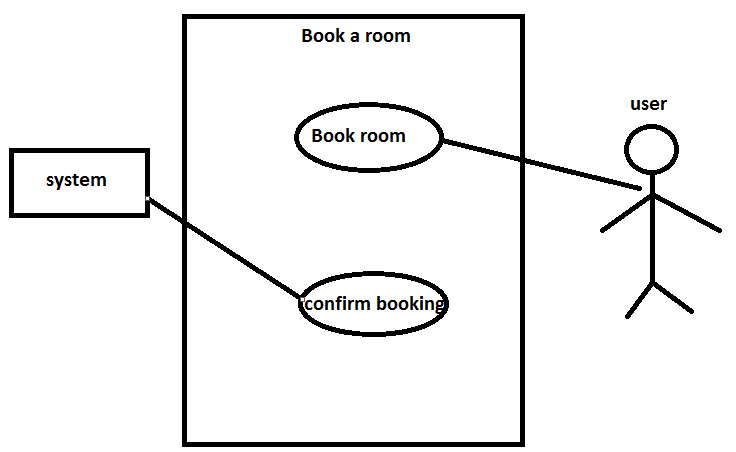 Book a room
user
Book room
system
confirm booking